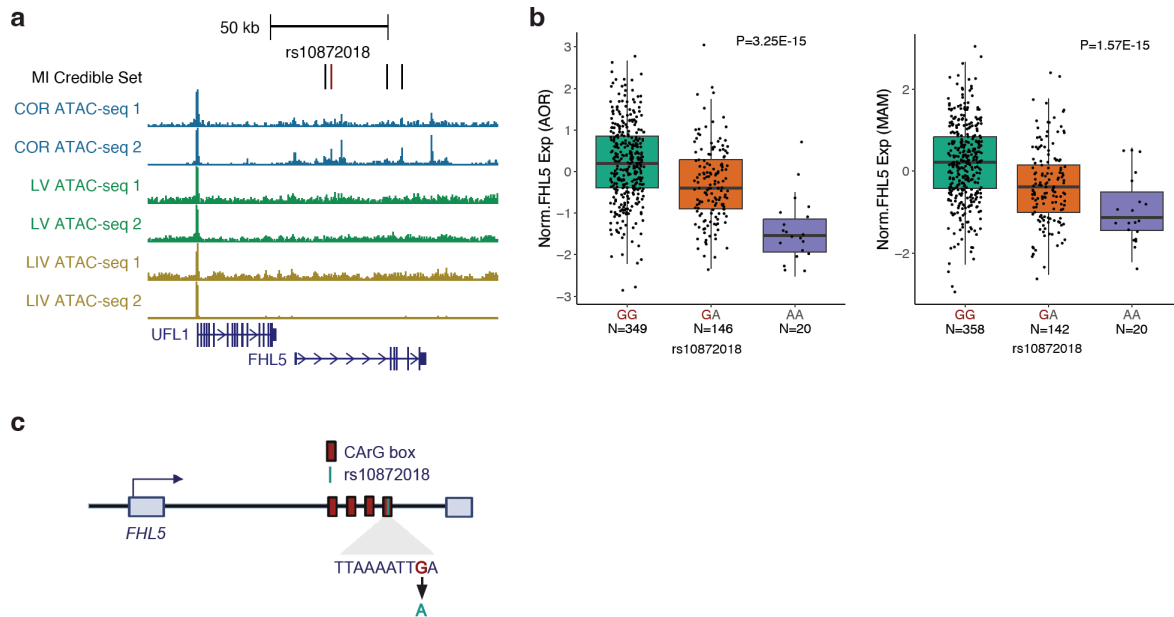 a
50 kb
rs10872018
MI Credible Set
COR ATAC-seq 1
COR ATAC-seq 2
LV ATAC-seq 1
LV ATAC-seq 2
LIV ATAC-seq 1
LIV ATAC-seq 2
UFL1
FHL5
b
P=3.25E-15
Norm.FHL5 Exp (AOR)
3
2
1
0
−1
−2
−3
GG GA AA
N=349 N=146 N=20
rs10872018
P=1.57E-15
Norm.FHL5 Exp (MAM)
2
0
−2
GG GA AA
N=358 N=142 N=20
rs10872018
c
CArG box
rs10872018
FHL5
TTAAAATTGA
A